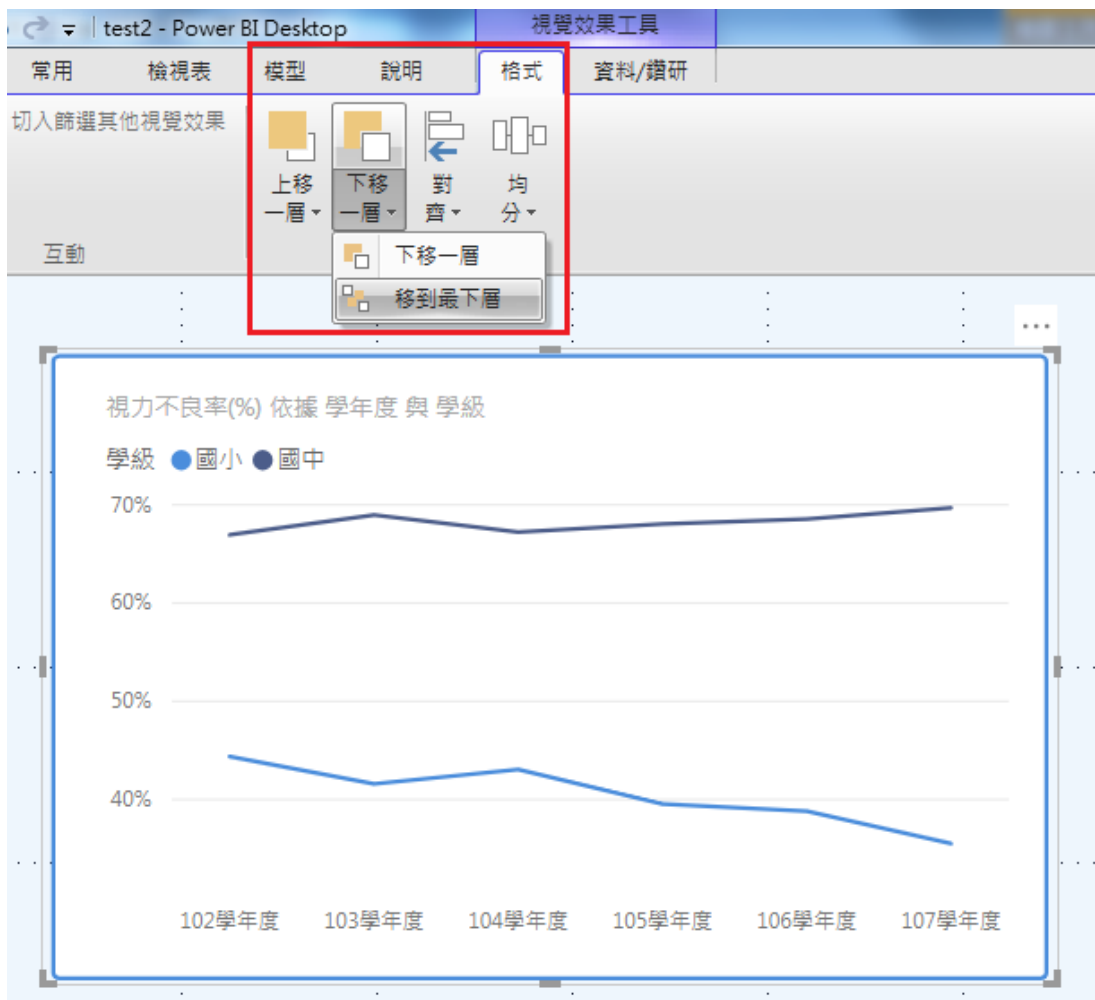 test2 - Power BI Desktop
視覺效果工具
常用 檢視表 模型 說明 格式 資料/鑽研
切入篩選其他視覺效果
上移 下移 對 均
一層 一層 齊 分
互動
下移一層
移到最下層
視力不良率(%) 依據 學年度 與 學級
學級 國小 國中
70%
60%
50%
40%
102學年度 103學年度 104學年度 105學年度 106學年度 107學年度